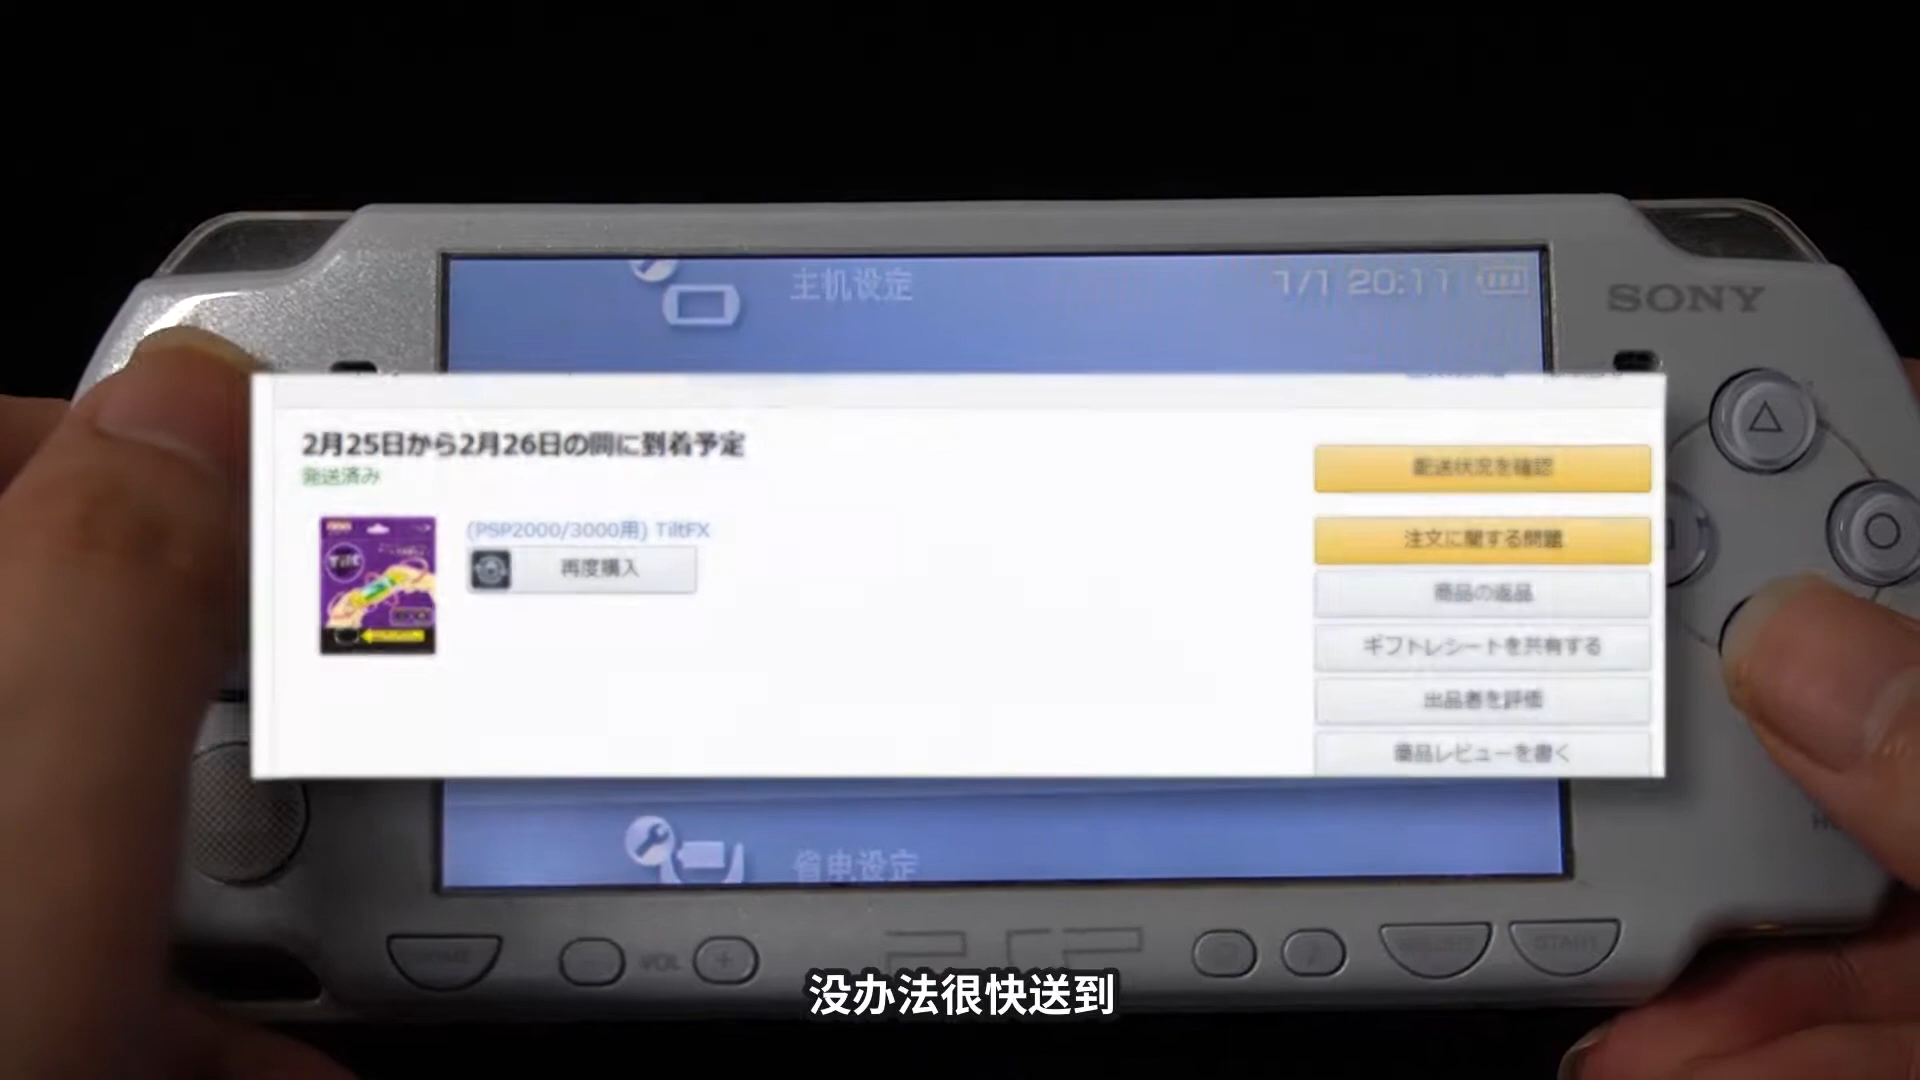 主机设定
1/1 20:11
SONY
2月25日から2月26日の間に到着予定
発送済み
(PSP2000/3000用) TiltFX
再度購入
Tilt
配送状況を確認
注文に関する問題
商品の返品
ギフトレシートを共有する
出品者を評価
商品レビューを書く
省电设定
HOME
VOL
PSP
SELECT
START
没办法很快送到